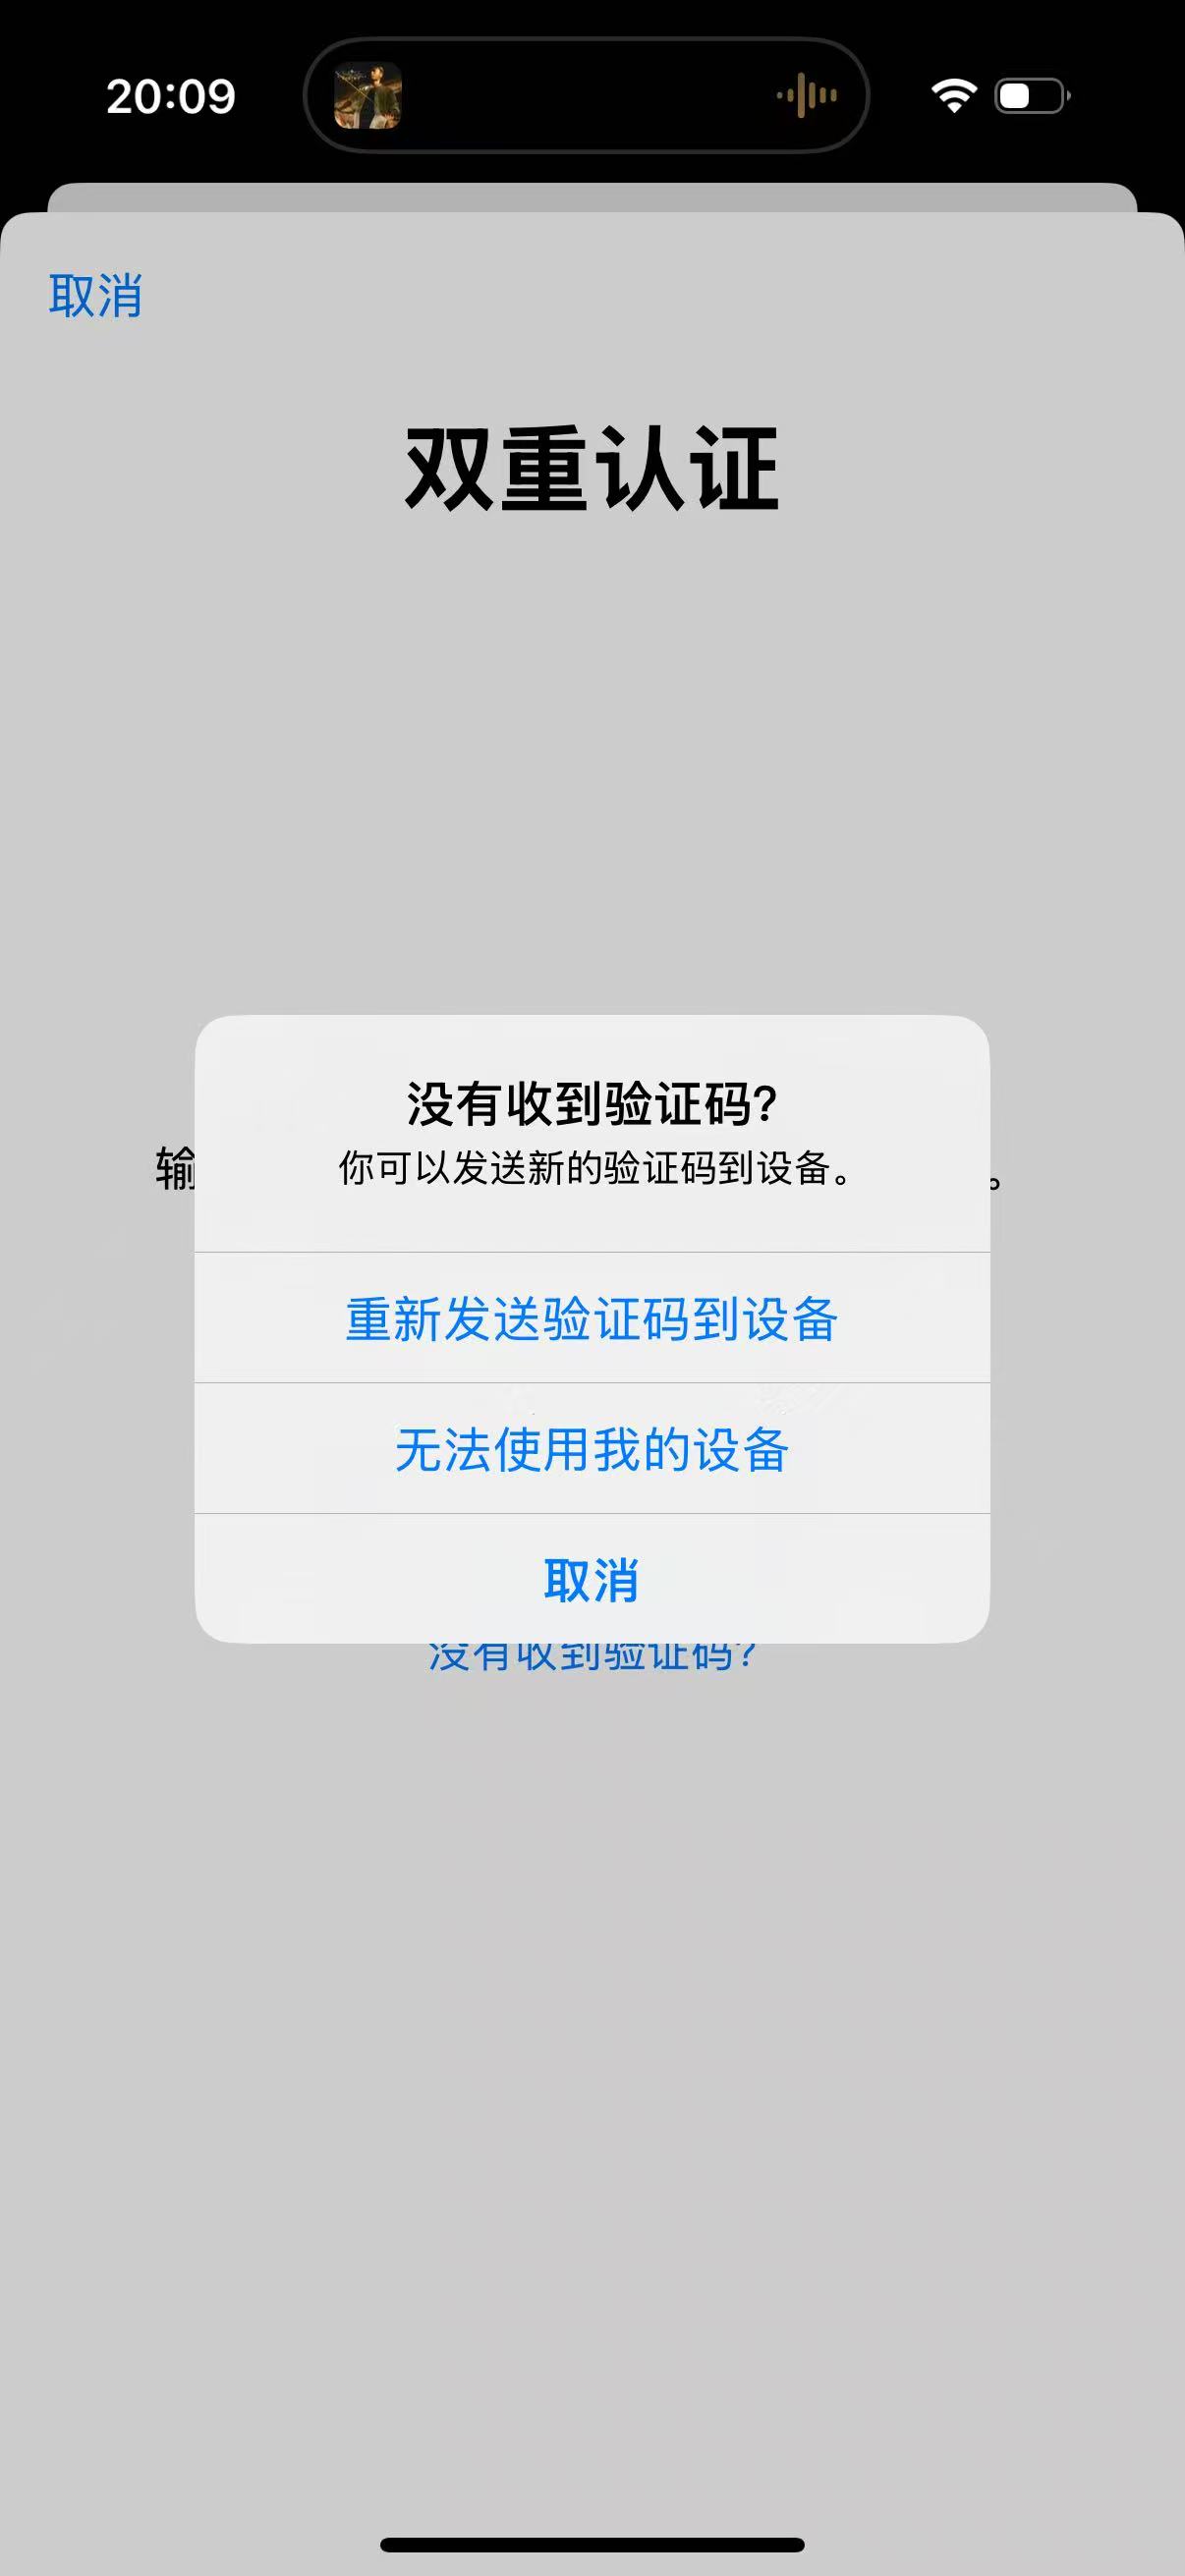 20:09
取消
双重认证
没有收到验证码?
你可以发送新的验证码到设备。
输
。
重新发送验证码到设备
无法使用我的设备
取消
没有收到验证码?